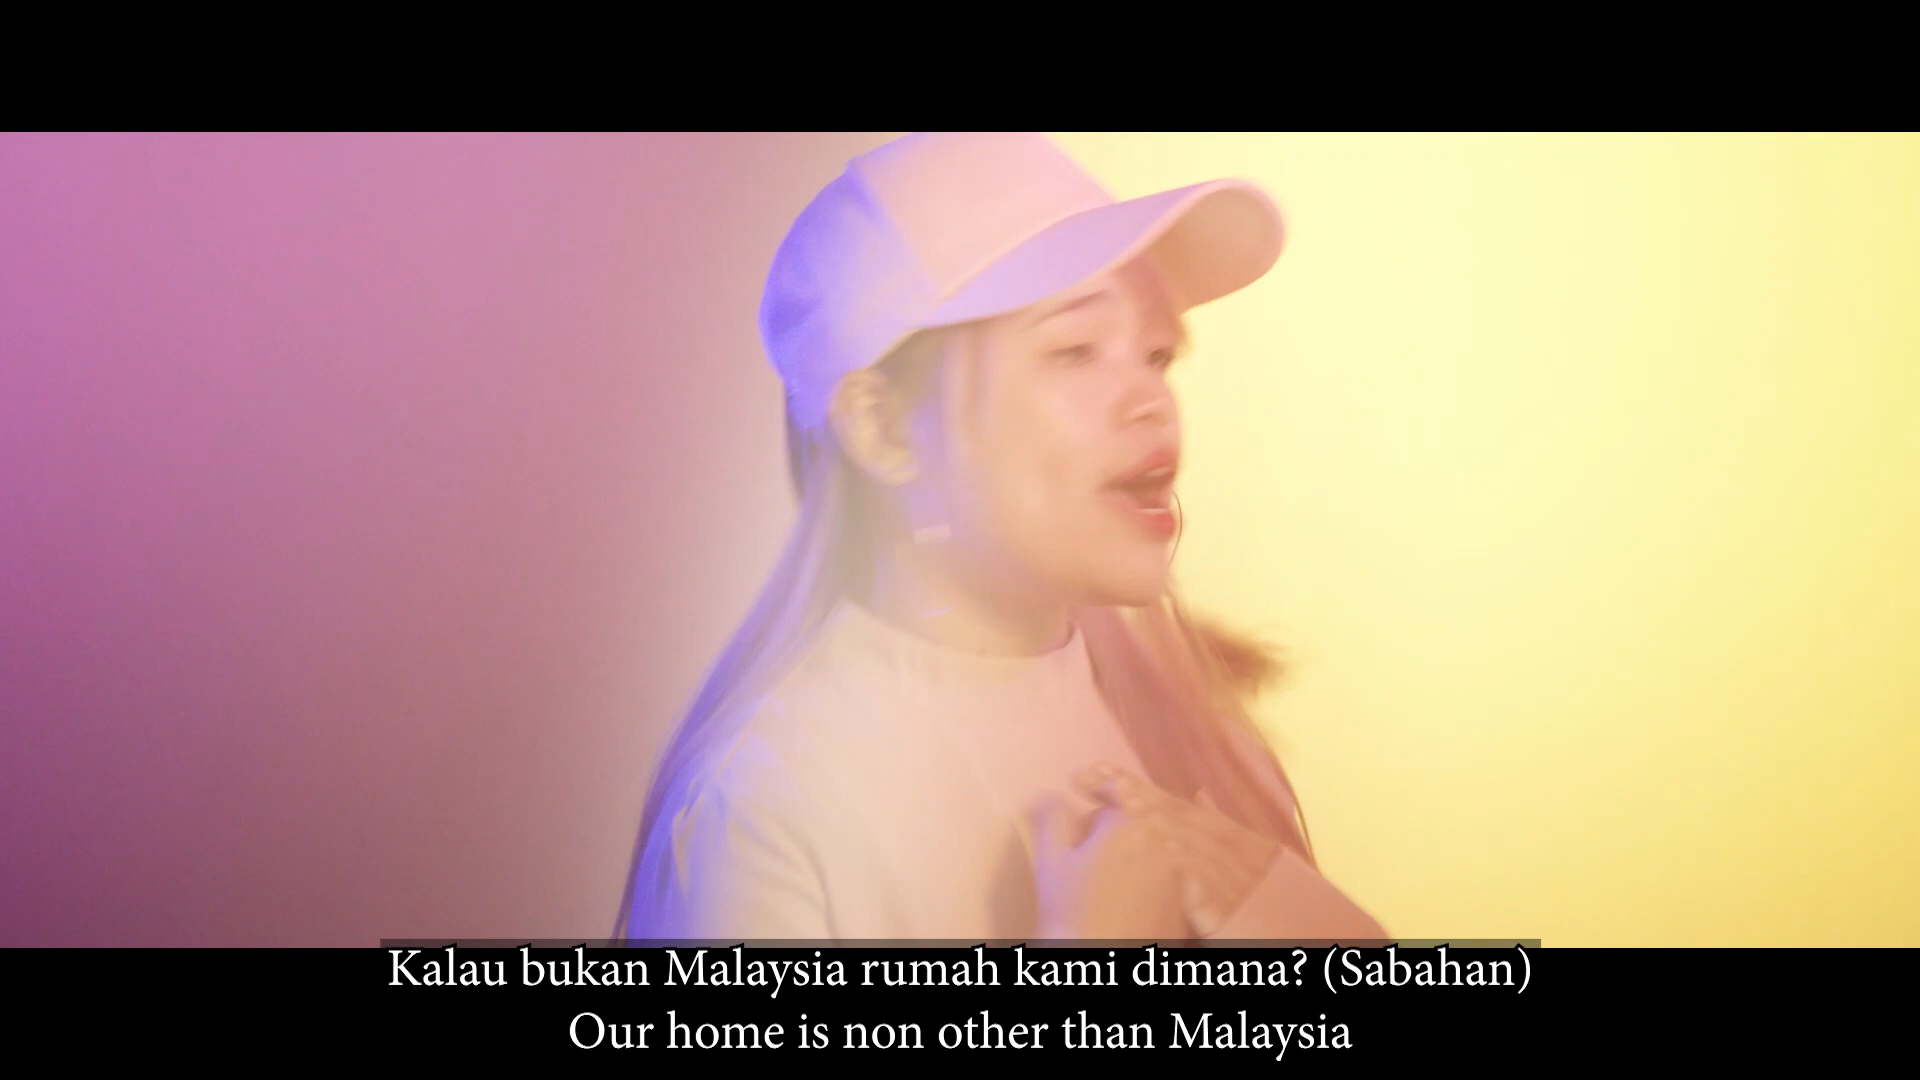 Kalau bukan Malaysia rumah kami dimana? (Sabahan)
Our home is non other than Malaysia